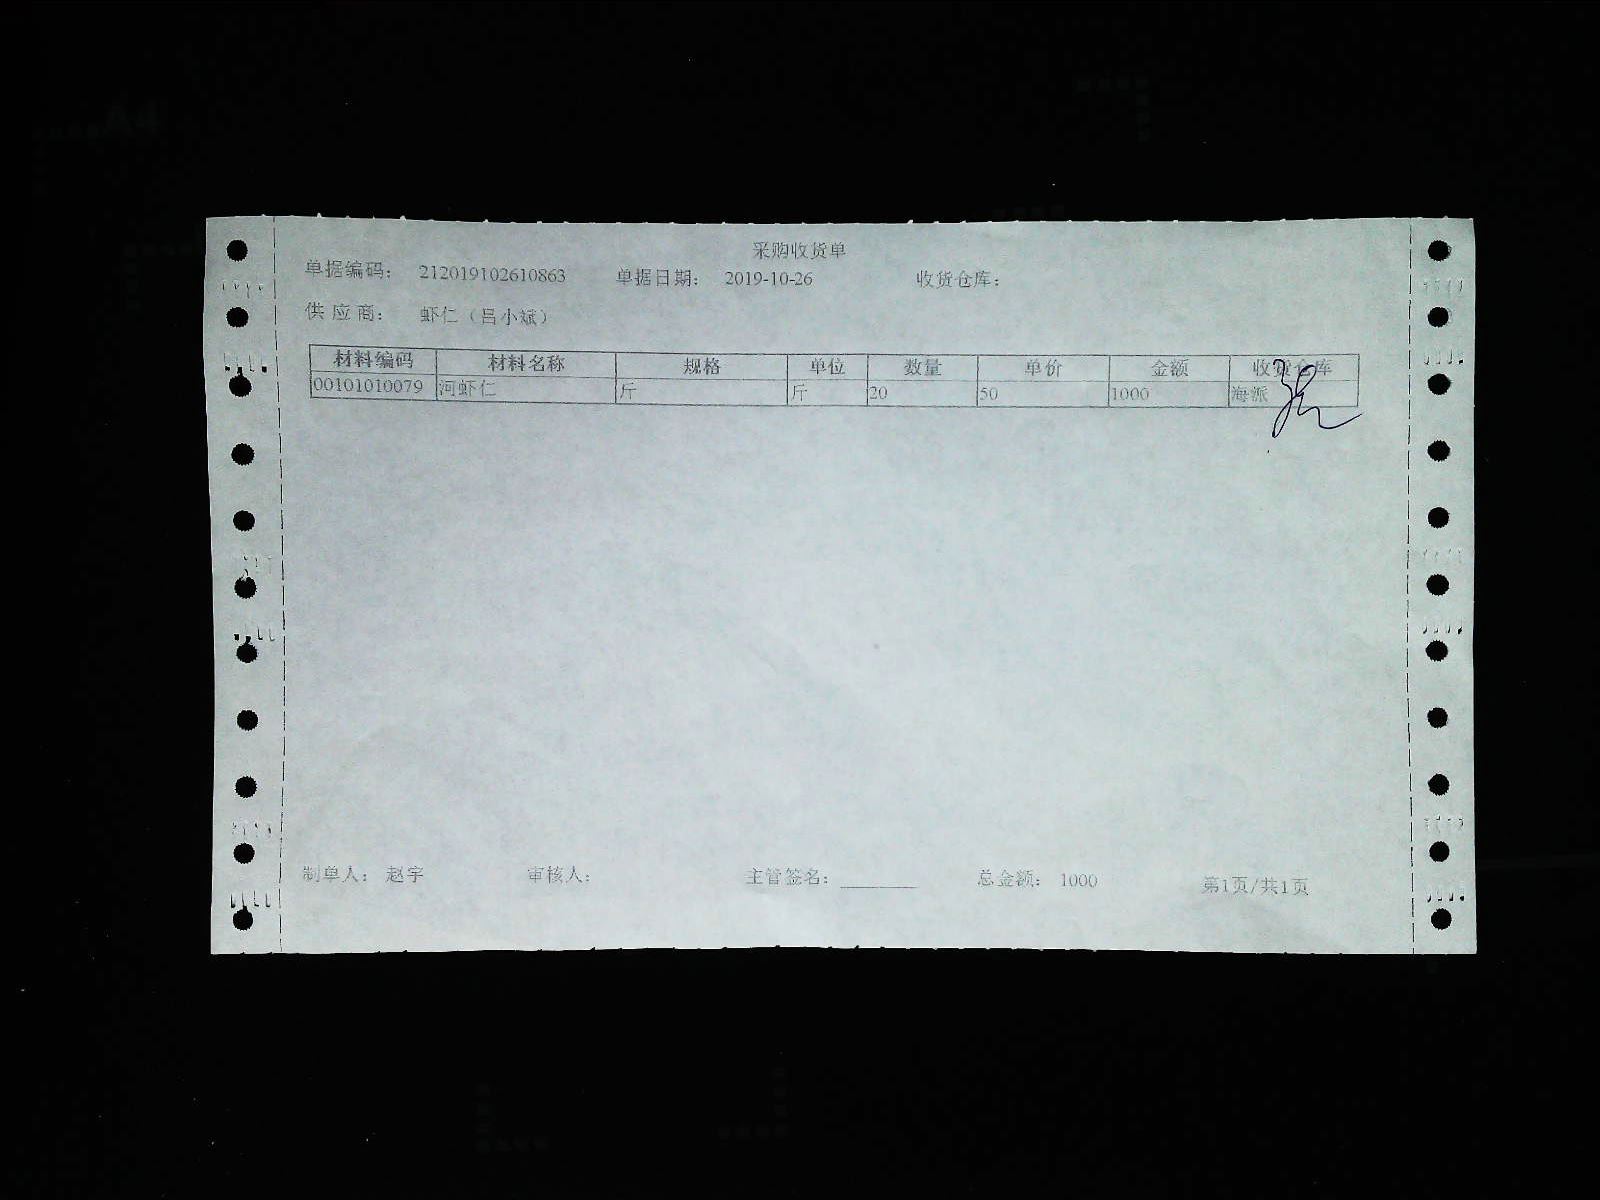 采购收货单
单据编码： 212019102610863 单据日期： 2019-10-26 收货仓库：
供应商： 虾仁（吕小斌）
材料编码 材料名称 规格 单位 数量 单价 金额 收货仓库
00101010079 河虾仁 斤 斤 20 50 1000 海派
制单人： 赵宇 审核人： 主管签名：________ 总金额： 1000 第1页/共1页